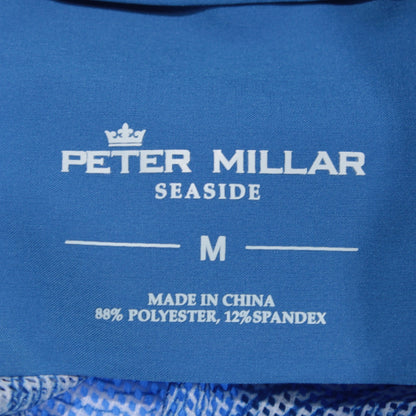 PETER MILLAR
SEASIDE
M
MADE IN CHINA
88% POLYESTER, 12%SPANDEX